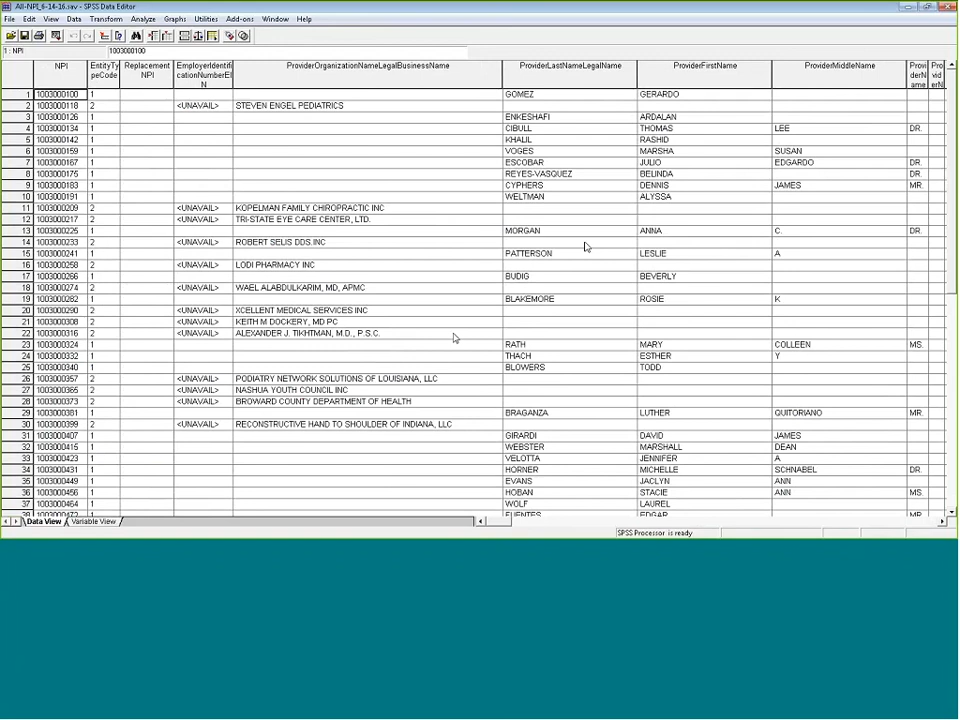 All-NPI_6-14-16.sav - SPSS Data Editor
File Edit View Data Transform Analyze Graphs Utilities Add-ons Window Help
1 : NPI 1003000100
NPI EntityTypeCode Replacement NPI EmployerIdentificationNumberEIN ProviderOrganizationNameLegalBusinessName ProviderLastNameLegalName ProviderFirstName ProviderMiddleName
1 1003000100 1 GOMEZ GERARDO
2 1003000118 2 <UNAVAIL> STEVEN ENGEL PEDIATRICS
3 1003000126 1 ENKESHAFI ARDALAN
4 1003000134 1 CIBULL THOMAS LEE DR.
5 1003000142 1 KHALIL RASHID
6 1003000159 1 VOGES MARSHA SUSAN
7 1003000167 1 ESCOBAR JULIO EDGARDO DR.
8 1003000175 1 REYES-VASQUEZ BELINDA DR.
9 1003000183 1 CYPHERS DENNIS JAMES MR.
10 1003000191 1 WELTMAN ALYSSA
11 1003000209 2 <UNAVAIL> KOPELMAN FAMILY CHIROPRACTIC INC
12 1003000217 2 <UNAVAIL> TRI-STATE EYE CARE CENTER, LTD.
13 1003000225 1 MORGAN ANNA C. DR.
14 1003000233 2 <UNAVAIL> ROBERT SELIS DDS.INC
15 1003000241 1 PATTERSON LESLIE A
16 1003000258 2 <UNAVAIL> LODI PHARMACY INC
17 1003000266 1 BUDIG BEVERLY
18 1003000274 2 <UNAVAIL> WAEL ALABDULKARIM, MD, APMC
19 1003000282 1 BLAKEMORE ROSIE K
20 1003000290 2 <UNAVAIL> XCELLENT MEDICAL SERVICES INC
21 1003000308 2 <UNAVAIL> KEITH M DOCKERY, MD PC
22 1003000316 2 <UNAVAIL> ALEXANDER J. TIKHTMAN, M.D., P.S.C.
23 1003000324 1 RATH MARY COLLEEN MS.
24 1003000332 1 THACH ESTHER Y
25 1003000340 1 BLOWERS TODD
26 1003000357 2 <UNAVAIL> PODIATRY NETWORK SOLUTIONS OF LOUISIANA, LLC
27 1003000365 2 <UNAVAIL> NASHUA YOUTH COUNCIL INC
28 1003000373 2 <UNAVAIL> BROWARD COUNTY DEPARTMENT OF HEALTH
29 1003000381 1 BRAGANZA LUTHER QUITORIANO MR.
30 1003000399 2 <UNAVAIL> RECONSTRUCTIVE HAND TO SHOULDER OF INDIANA, LLC
31 1003000407 1 GIRARDI DAVID JAMES
32 1003000415 1 WEBSTER MARSHALL DEAN
33 1003000423 1 VELOTTA JENNIFER A
34 1003000431 1 HORNER MICHELLE SCHNABEL DR.
35 1003000449 1 EVANS JACLYN ANN
36 1003000456 1 HOBAN STACIE ANN MS.
37 1003000464 1 WOLF LAUREL
38 1003000472 1 FUENTES EDGAR MR.
Data View Variable View
SPSS Processor is ready